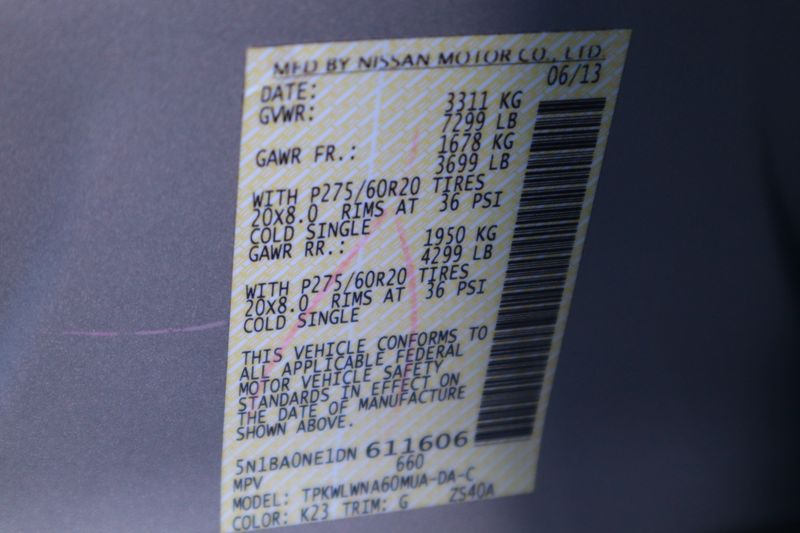 MFD BY NISSAN MOTOR CO., LTD.
DATE: 06/13
GVWR: 3311 KG
7299 LB
GAWR FR.: 1678 KG
3699 LB
WITH P275/60R20 TIRES
20X8.0 RIMS AT 36 PSI
COLD SINGLE
GAWR RR.: 1950 KG
4299 LB
WITH P275/60R20 TIRES
20X8.0 RIMS AT 36 PSI
COLD SINGLE
THIS VEHICLE CONFORMS TO
ALL APPLICABLE FEDERAL
MOTOR VEHICLE SAFETY
STANDARDS IN EFFECT ON
THE DATE OF MANUFACTURE
SHOWN ABOVE.
5N1BA0NE1DN 611606
MPV 660
MODEL: TPKWLWNA60MUA-DA-C
COLOR: K23 TRIM: G ZS40A